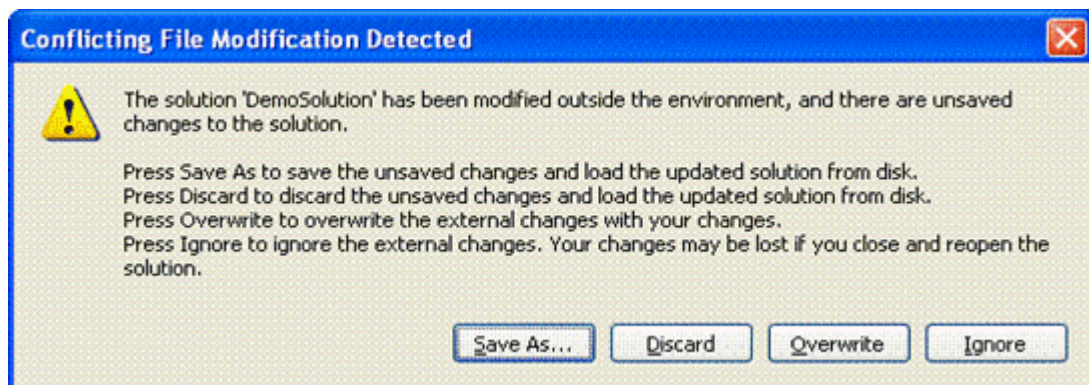 Conflicting File Modification Detected
The solution 'DemoSolution' has been modified outside the environment, and there are unsaved
changes to the solution.
Press Save As to save the unsaved changes and load the updated solution from disk.
Press Discard to discard the unsaved changes and load the updated solution from disk.
Press Overwrite to overwrite the external changes with your changes.
Press Ignore to ignore the external changes. Your changes may be lost if you close and reopen the
solution.
Save As... Discard Overwrite Ignore